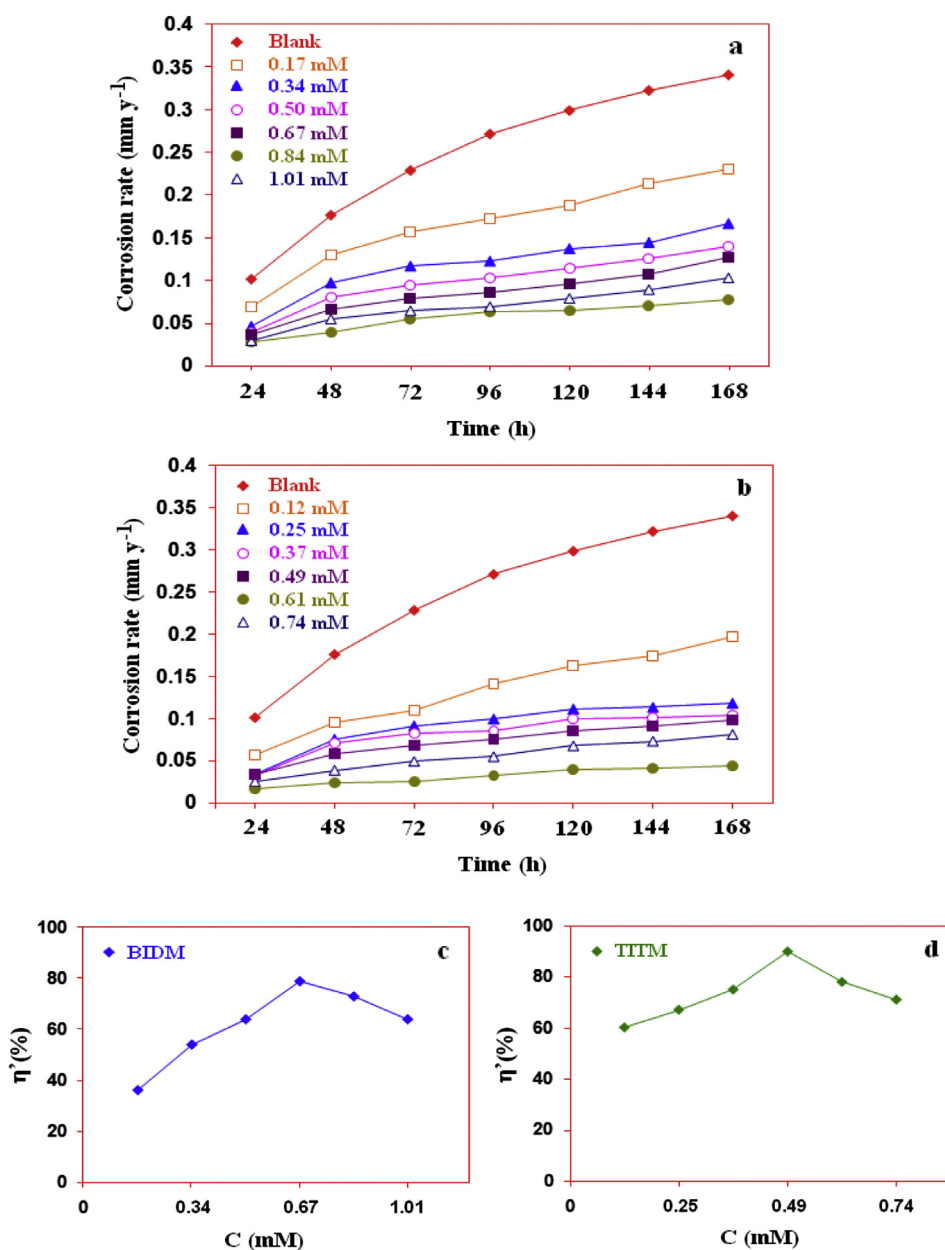 0.4
0.35
0.3
0.25
0.2
0.15
0.1
0.05
0
Corrosion rate (mm y⁻¹)
a
Blank
0.17 mM
0.34 mM
0.50 mM
0.67 mM
0.84 mM
1.01 mM
24 48 72 96 120 144 168
Time (h)
0.4
0.35
0.3
0.25
0.2
0.15
0.1
0.05
0
Corrosion rate (mm y⁻¹)
b
Blank
0.12 mM
0.25 mM
0.37 mM
0.49 mM
0.61 mM
0.74 mM
24 48 72 96 120 144 168
Time (h)
100
80
60
40
20
0
η'(%)
BIDM
c
0 0.34 0.67 1.01
C (mM)
100
80
60
40
20
0
η'(%)
TITM
d
0 0.25 0.49 0.74
C (mM)